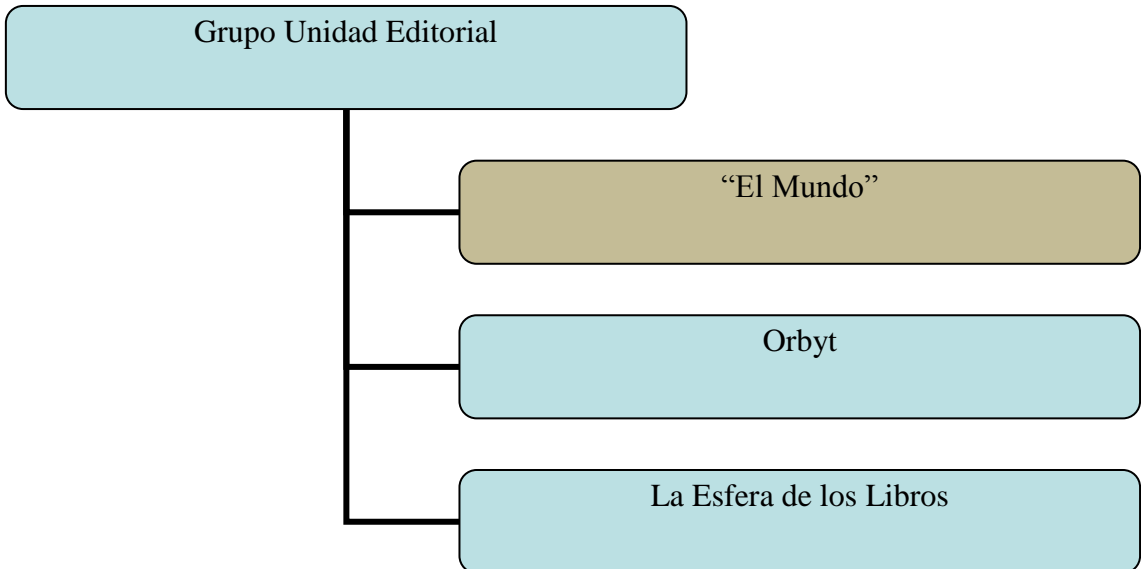 Grupo Unidad Editorial
“El Mundo”
Orbyt
La Esfera de los Libros